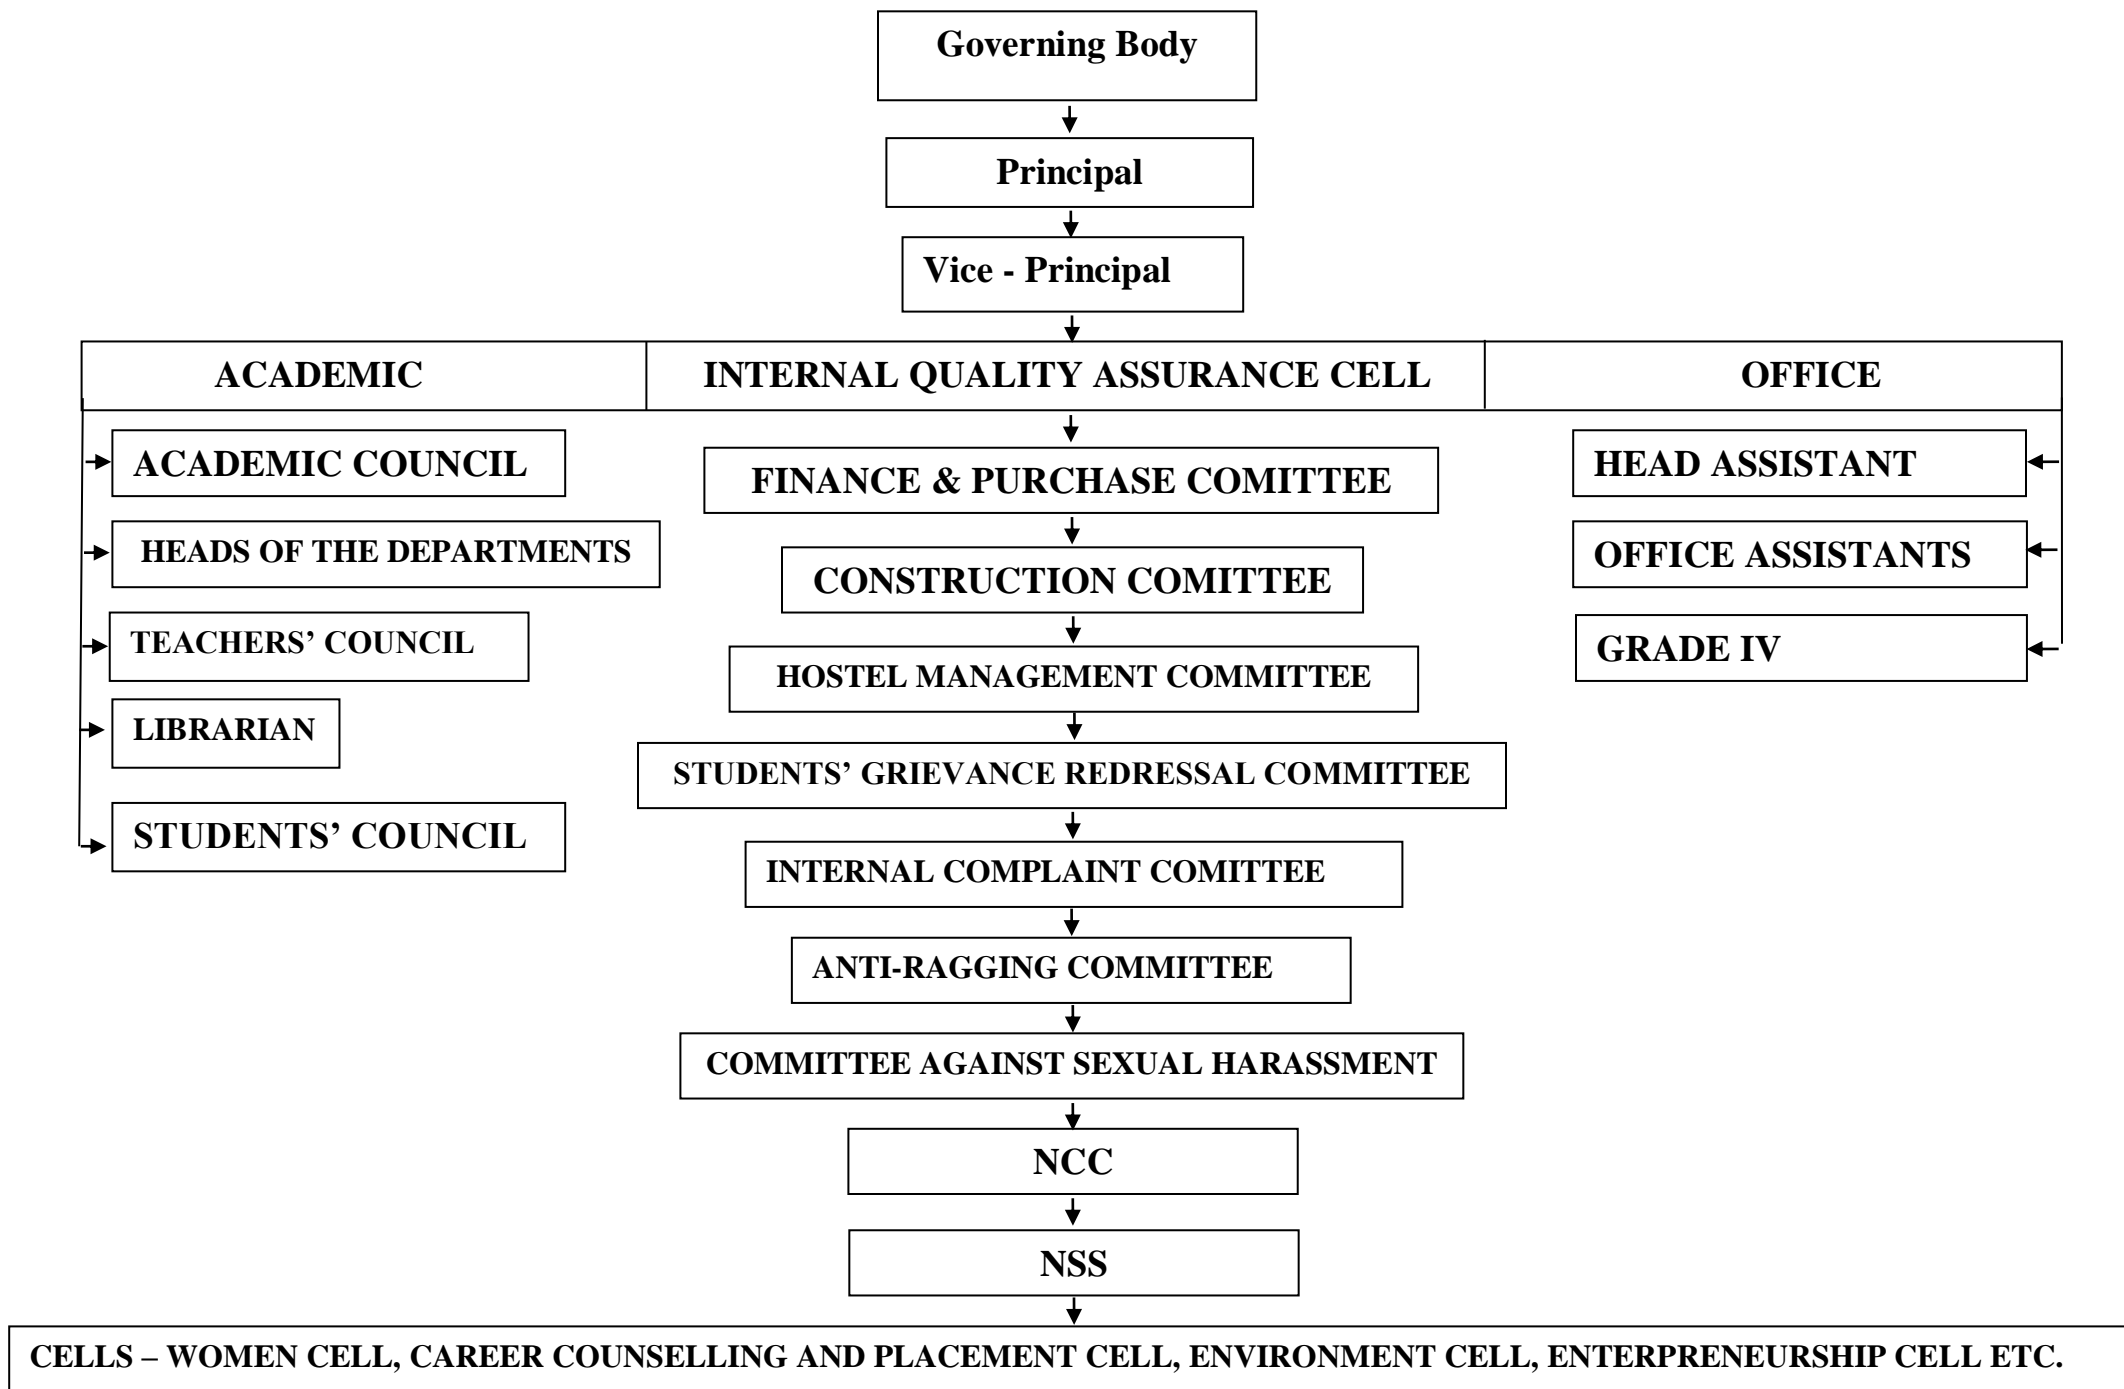 Governing Body
Principal
Vice - Principal
ACADEMIC
INTERNAL QUALITY ASSURANCE CELL
OFFICE
ACADEMIC COUNCIL
HEADS OF THE DEPARTMENTS
TEACHERS’ COUNCIL
LIBRARIAN
STUDENTS’ COUNCIL
FINANCE & PURCHASE COMITTEE
CONSTRUCTION COMITTEE
HOSTEL MANAGEMENT COMMITTEE
STUDENTS’ GRIEVANCE REDRESSAL COMMITTEE
INTERNAL COMPLAINT COMITTEE
ANTI-RAGGING COMMITTEE
COMMITTEE AGAINST SEXUAL HARASSMENT
NCC
NSS
HEAD ASSISTANT
OFFICE ASSISTANTS
GRADE IV
CELLS – WOMEN CELL, CAREER COUNSELLING AND PLACEMENT CELL, ENVIRONMENT CELL, ENTERPRENEURSHIP CELL ETC.